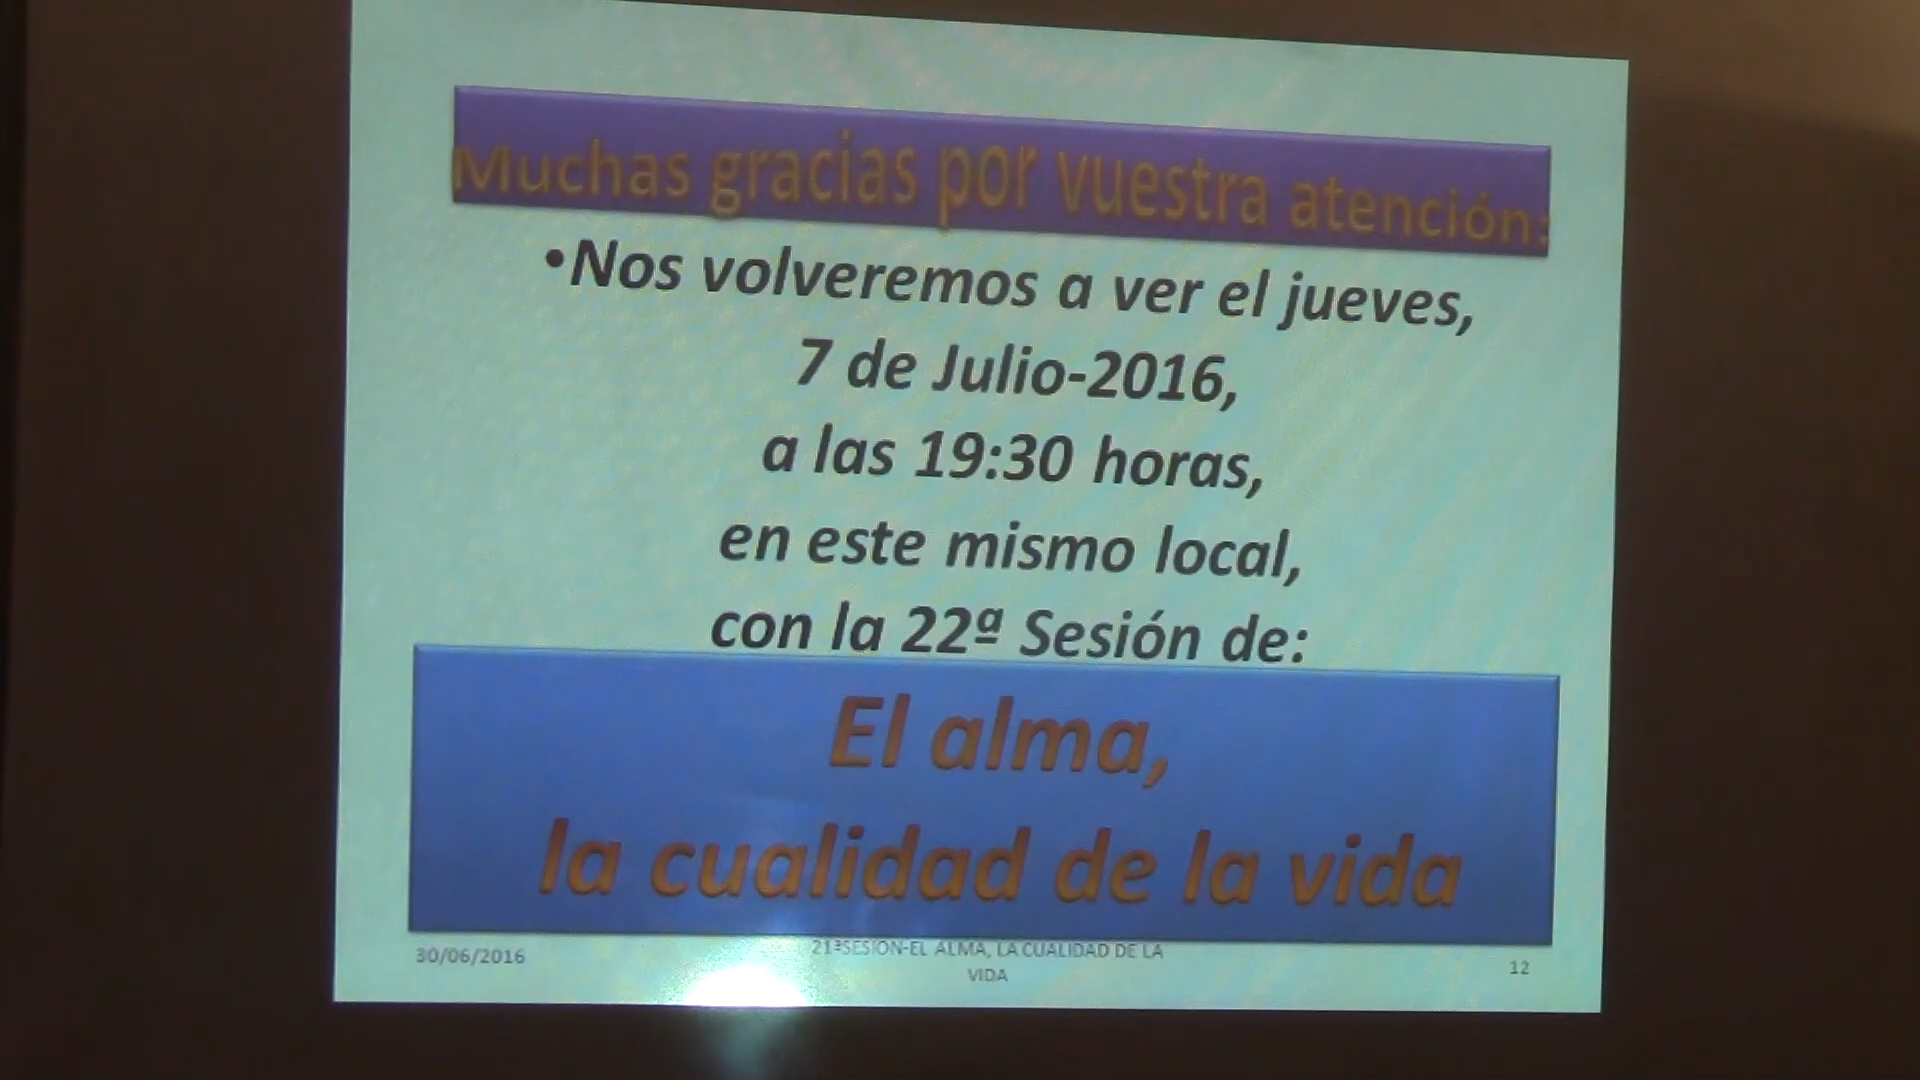 Muchas gracias por vuestra atención:
•Nos volveremos a ver el jueves,
7 de Julio-2016,
a las 19:30 horas,
en este mismo local,
con la 22ª Sesión de:
El alma,
la cualidad de la vida
30/06/2016
21ªSESIÓN-EL ALMA, LA CUALIDAD DE LA
VIDA
12